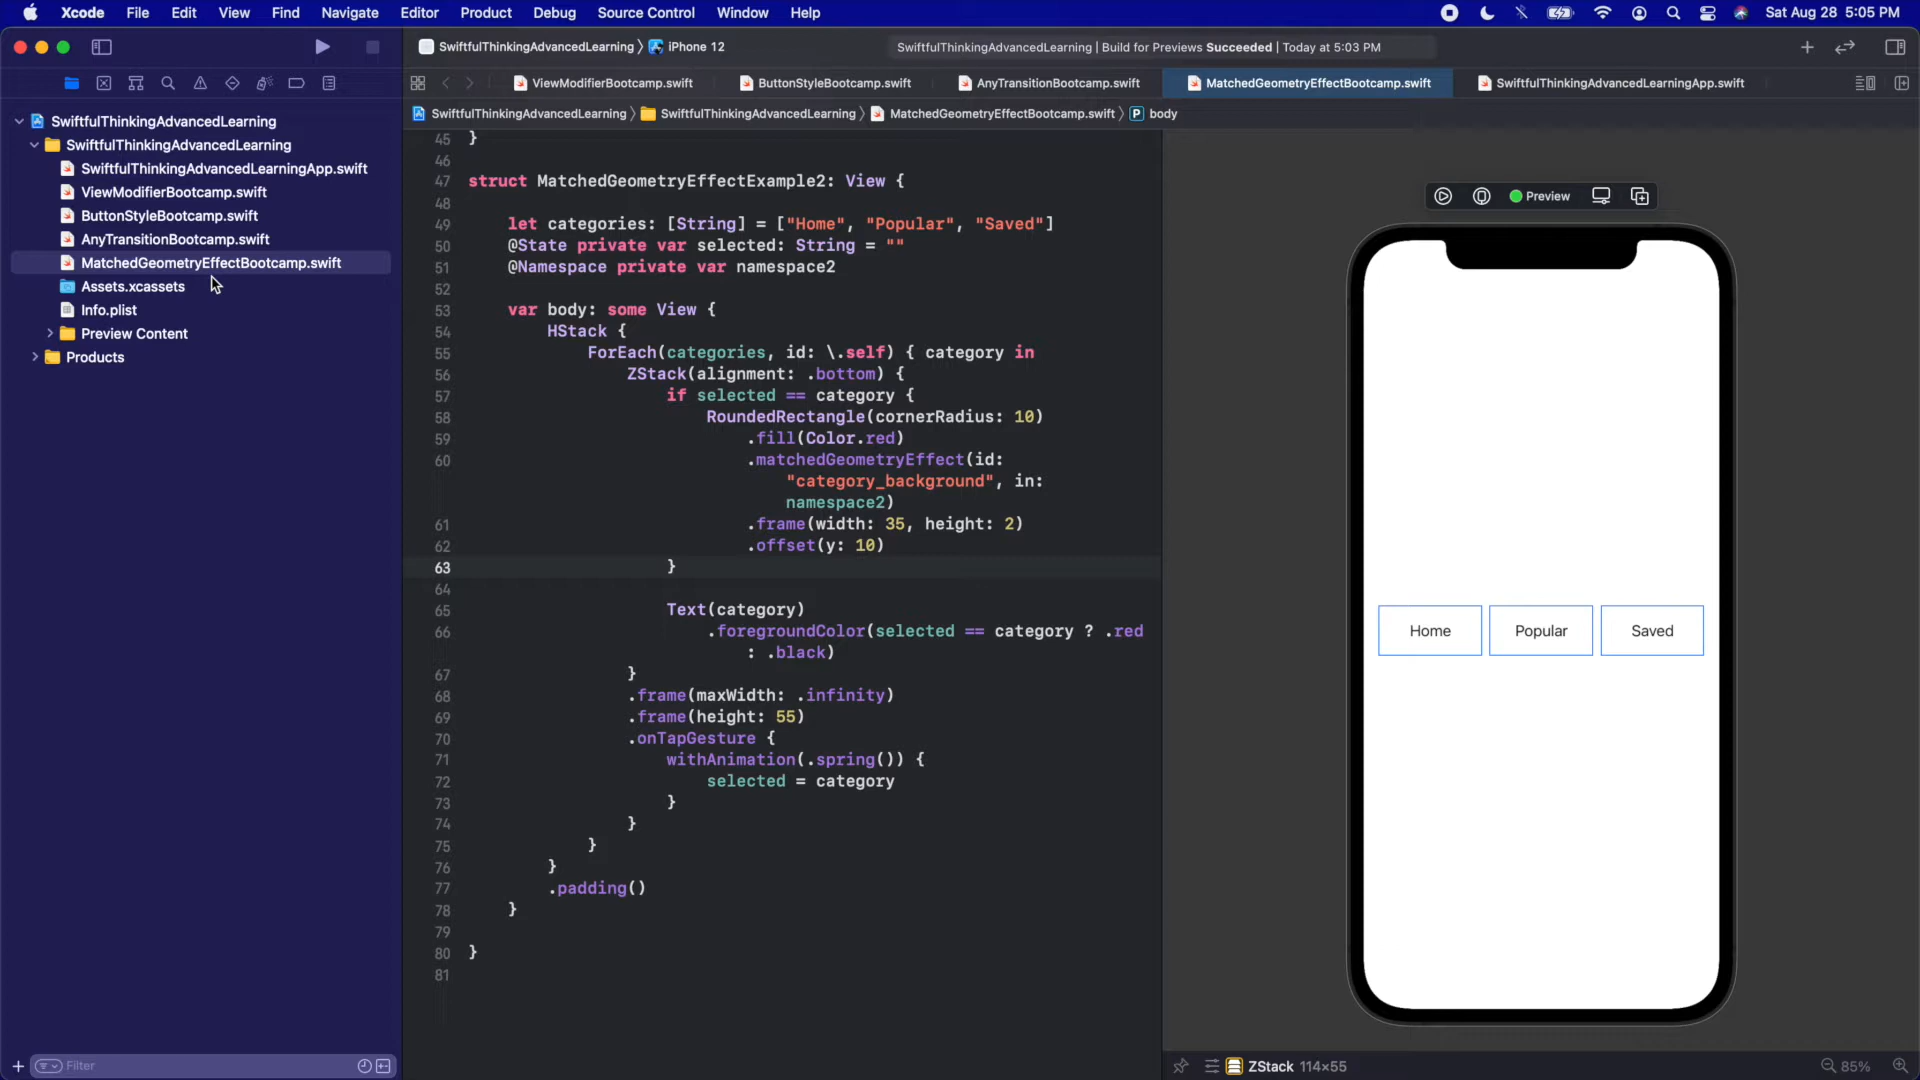 Xcode File Edit View Find Navigate Editor Product Debug Source Control Window Help Sat Aug 28 5:05 PM
SwiftfulThinkingAdvancedLearning 〉 iPhone 12
SwiftfulThinkingAdvancedLearning | Build for Previews Succeeded | Today at 5:03 PM
ViewModifierBootcamp.swift ButtonStyleBootcamp.swift AnyTransitionBootcamp.swift MatchedGeometryEffectBootcamp.swift SwiftfulThinkingAdvancedLearningApp.swift
SwiftfulThinkingAdvancedLearning 〉 SwiftfulThinkingAdvancedLearning 〉 MatchedGeometryEffectBootcamp.swift 〉 P body
SwiftfulThinkingAdvancedLearning
SwiftfulThinkingAdvancedLearning
SwiftfulThinkingAdvancedLearningApp.swift
ViewModifierBootcamp.swift
ButtonStyleBootcamp.swift
AnyTransitionBootcamp.swift
MatchedGeometryEffectBootcamp.swift
Assets.xcassets
Info.plist
Preview Content
Products
Filter
45 }
46
47 struct MatchedGeometryEffectExample2: View {
48
49 let categories: [String] = ["Home", "Popular", "Saved"]
50 @State private var selected: String = ""
51 @Namespace private var namespace2
52
53 var body: some View {
54 HStack {
55 ForEach(categories, id: \.self) { category in
56 ZStack(alignment: .bottom) {
57 if selected == category {
58 RoundedRectangle(cornerRadius: 10)
59 .fill(Color.red)
60 .matchedGeometryEffect(id:
"category_background", in:
namespace2)
61 .frame(width: 35, height: 2)
62 .offset(y: 10)
63 }
64
65 Text(category)
66 .foregroundColor(selected == category ? .red
: .black)
67 }
68 .frame(maxWidth: .infinity)
69 .frame(height: 55)
70 .onTapGesture {
71 withAnimation(.spring()) {
72 selected = category
73 }
74 }
75 }
76 }
77 .padding()
78 }
79
80 }
81
Preview
Home Popular Saved
ZStack 114×55
85%